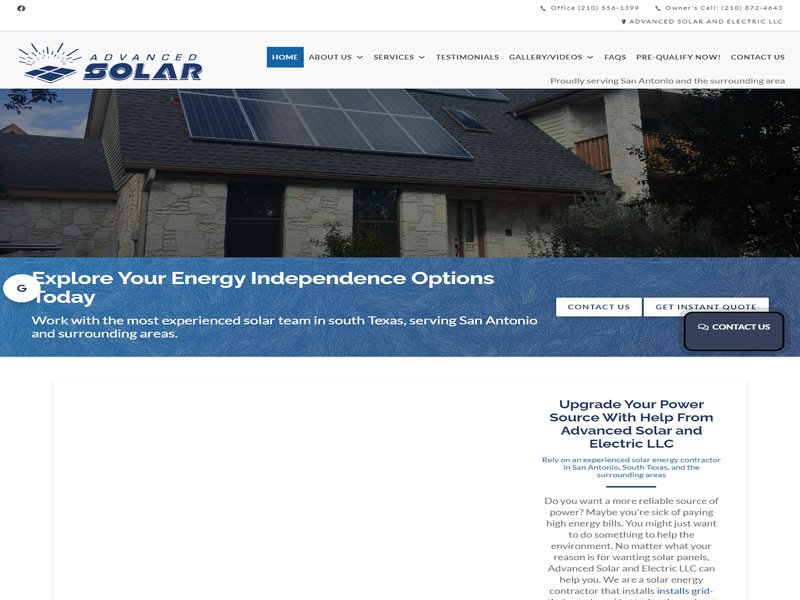 Office (210) 556-1399 Owner's Cell: (210) 872-4643
ADVANCED SOLAR AND ELECTRIC LLC
ADVANCED
SOLAR
HOME ABOUT US SERVICES TESTIMONIALS GALLERY/VIDEOS FAQS PRE-QUALIFY NOW! CONTACT US
Proudly serving San Antonio and the surrounding area
Explore Your Energy Independence Options
Today
G
Work with the most experienced solar team in south Texas, serving San Antonio
and surrounding areas.
CONTACT US GET INSTANT QUOTE
CONTACT US
Upgrade Your Power
Source With Help From
Advanced Solar and
Electric LLC
Rely on an experienced solar energy contractor
in San Antonio, South Texas, and the
surrounding areas
Do you want a more reliable source of
power? Maybe you're sick of paying
high energy bills. You might just want
to do something to help the
environment. No matter what your
reason is for wanting solar panels,
Advanced Solar and Electric LLC can
help you. We are a solar energy
contractor that installs installs grid-